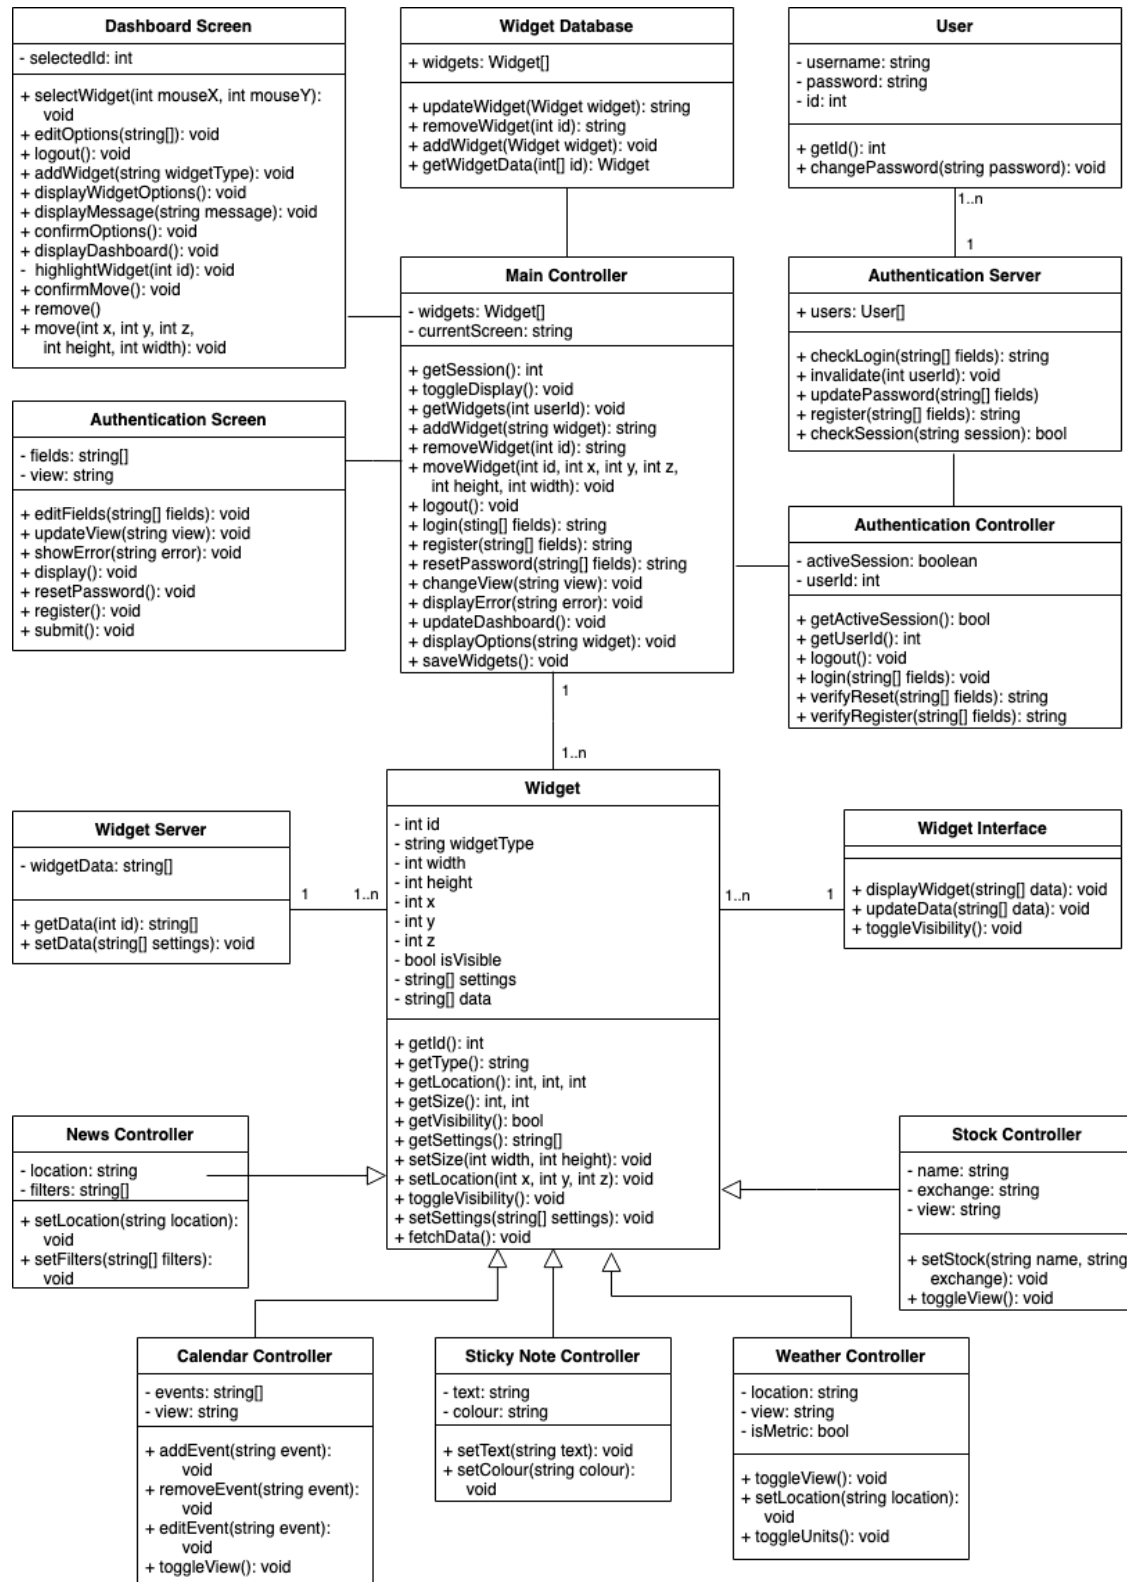 Dashboard Screen
- selectedId: int
+ selectWidget(int mouseX, int mouseY):
void
+ editOptions(string[]): void
+ logout(): void
+ addWidget(string widgetType): void
+ displayWidgetOptions(): void
+ displayMessage(string message): void
+ confirmOptions(): void
+ displayDashboard(): void
- highlightWidget(int id): void
+ confirmMove(): void
+ remove()
+ move(int x, int y, int z,
int height, int width): void
Widget Database
+ widgets: Widget[]
+ updateWidget(Widget widget): string
+ removeWidget(int id): string
+ addWidget(Widget widget): void
+ getWidgetData(int[] id): Widget
User
- username: string
- password: string
- id: int
+ getId(): int
+ changePassword(string password): void
1..n
1
Authentication Screen
- fields: string[]
- view: string
+ editFields(string[] fields): void
+ updateView(string view): void
+ showError(string error): void
+ display(): void
+ resetPassword(): void
+ register(): void
+ submit(): void
Main Controller
- widgets: Widget[]
- currentScreen: string
+ getSession(): int
+ toggleDisplay(): void
+ getWidgets(int userId): void
+ addWidget(string widget): string
+ removeWidget(int id): string
+ moveWidget(int id, int x, int y, int z,
int height, int width): void
+ logout(): void
+ login(sting[] fields): string
+ register(string[] fields): string
+ resetPassword(string[] fields): string
+ changeView(string view): void
+ displayError(string error): void
+ updateDashboard(): void
+ displayOptions(string widget): void
+ saveWidgets(): void
Authentication Server
+ users: User[]
+ checkLogin(string[] fields): string
+ invalidate(int userId): void
+ updatePassword(string[] fields)
+ register(string[] fields): string
+ checkSession(string session): bool
Authentication Controller
- activeSession: boolean
- userId: int
+ getActiveSession(): bool
+ getUserId(): int
+ logout(): void
+ login(string[] fields): void
+ verifyReset(string[] fields): string
+ verifyRegister(string[] fields): string
1
1..n
Widget Server
- widgetData: string[]
+ getData(int id): string[]
+ setData(string[] settings): void
1
1..n
Widget
- int id
- string widgetType
- int width
- int height
- int x
- int y
- int z
- bool isVisible
- string[] settings
- string[] data
+ getId(): int
+ getType(): string
+ getLocation(): int, int, int
+ getSize(): int, int
+ getVisibility(): bool
+ getSettings(): string[]
+ setSize(int width, int height): void
+ setLocation(int x, int y, int z): void
+ toggleVisibility(): void
+ setSettings(string[] settings): void
+ fetchData(): void
1..n
1
Widget Interface
+ displayWidget(string[] data): void
+ updateData(string[] data): void
+ toggleVisibility(): void
News Controller
- location: string
- filters: string[]
+ setLocation(string location):
void
+ setFilters(string[] filters):
void
Stock Controller
- name: string
- exchange: string
- view: string
+ setStock(string name, string
exchange): void
+ toggleView(): void
Calendar Controller
- events: string[]
- view: string
+ addEvent(string event):
void
+ removeEvent(string event):
void
+ editEvent(string event):
void
+ toggleView(): void
Sticky Note Controller
- text: string
- colour: string
+ setText(string text): void
+ setColour(string colour):
void
Weather Controller
- location: string
- view: string
- isMetric: bool
+ toggleView(): void
+ setLocation(string location):
void
+ toggleUnits(): void